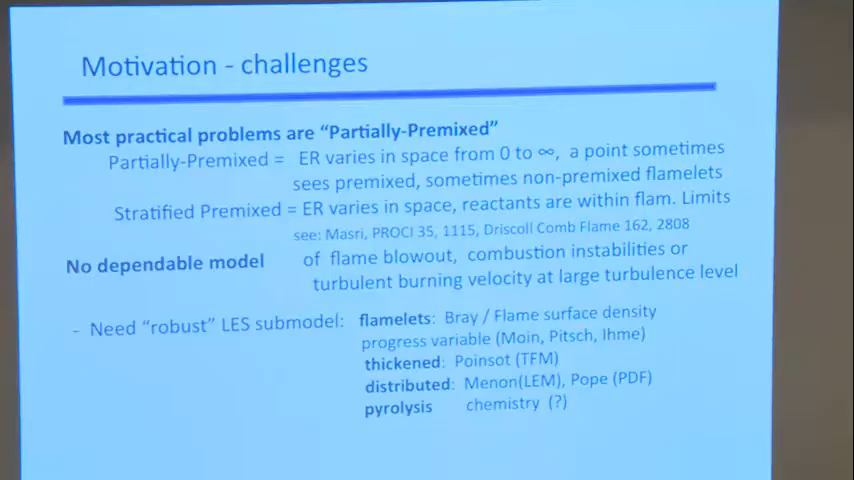 Motivation - challenges
Most practical problems are "Partially-Premixed"
Partially-Premixed = ER varies in space from 0 to ∞, a point sometimes
sees premixed, sometimes non-premixed flamelets
Stratified Premixed = ER varies in space, reactants are within flam. Limits
see: Masri, PROCI 35, 1115, Driscoll Comb Flame 162, 2808
No dependable model of flame blowout, combustion instabilities or
turbulent burning velocity at large turbulence level
- Need "robust" LES submodel: flamelets: Bray / Flame surface density
progress variable (Moin, Pitsch, Ihme)
thickened: Poinsot (TFM)
distributed: Menon(LEM), Pope (PDF)
pyrolysis chemistry (?)